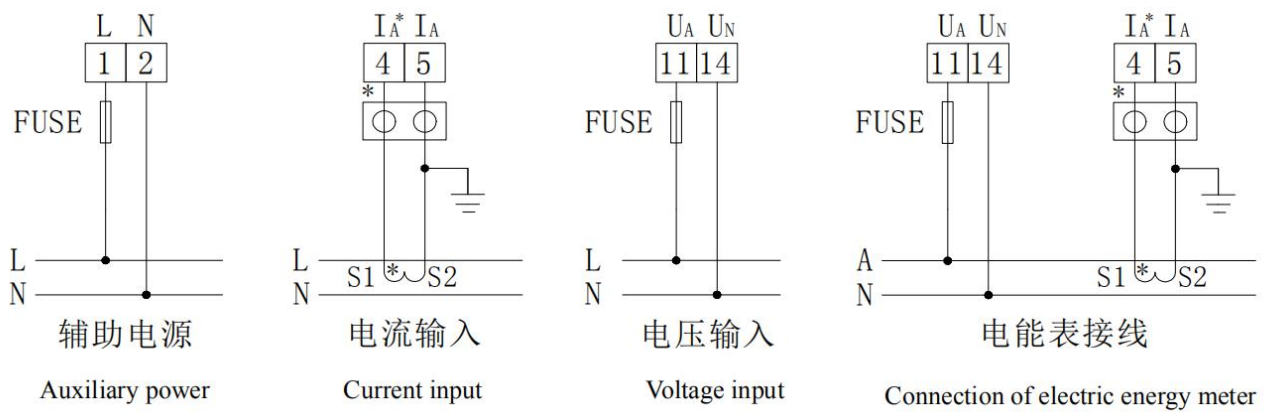 L N
1 2
FUSE
L
N
辅助电源
Auxiliary power
IA* IA
4 5
*
L
S1 * S2
N
电流输入
Current input
UA UN
11 14
FUSE
L
N
电压输入
Voltage input
UA UN IA* IA
11 14 4 5
*
FUSE
A
S1 * S2
N
电能表接线
Connection of electric energy meter